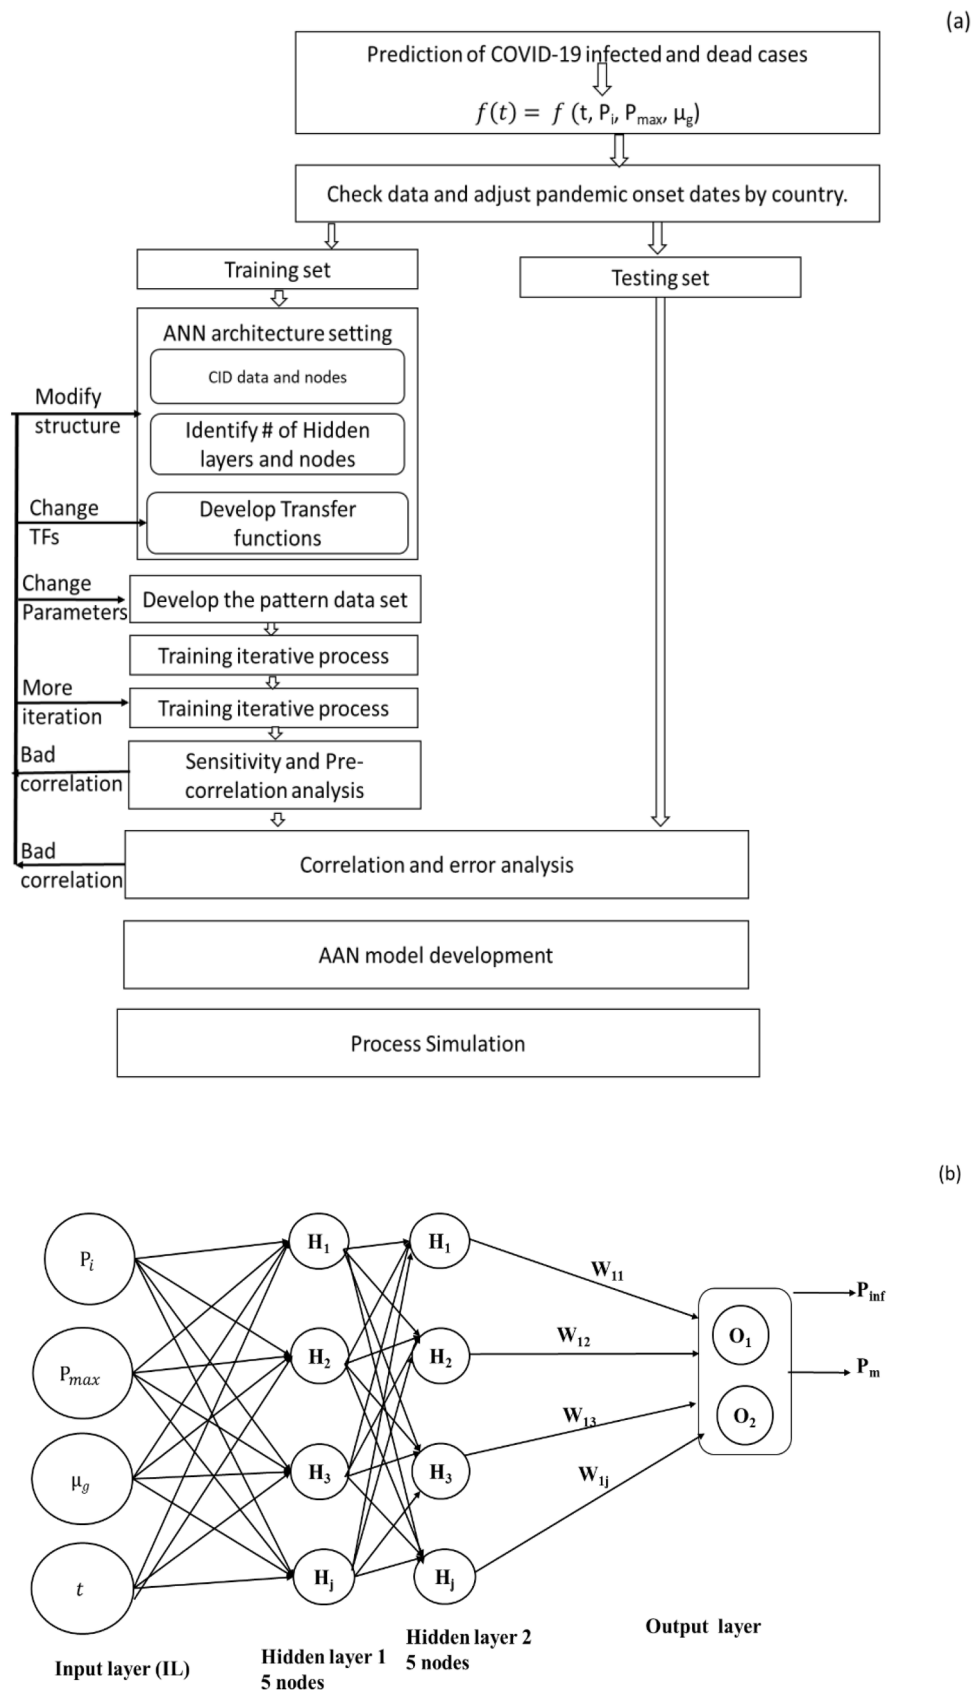 (a)
Prediction of COVID-19 infected and dead cases
f(t) = f (t, Pi, Pmax, μg)
Check data and adjust pandemic onset dates by country.
Training set
Testing set
ANN architecture setting
CID data and nodes
Modify
structure
Identify # of Hidden
layers and nodes
Change
TFs
Develop Transfer
functions
Change
Parameters
Develop the pattern data set
Training iterative process
More
iteration
Training iterative process
Bad
correlation
Sensitivity and Pre-
correlation analysis
Bad
correlation
Correlation and error analysis
AAN model development
Process Simulation
(b)
Pi
Pmax
μg
t
H1
H2
H3
Hj
H1
H2
H3
Hj
W11
W12
W13
W1j
O1
O2
Pinf
Pm
Input layer (IL)
Hidden layer 1
5 nodes
Hidden layer 2
5 nodes
Output layer